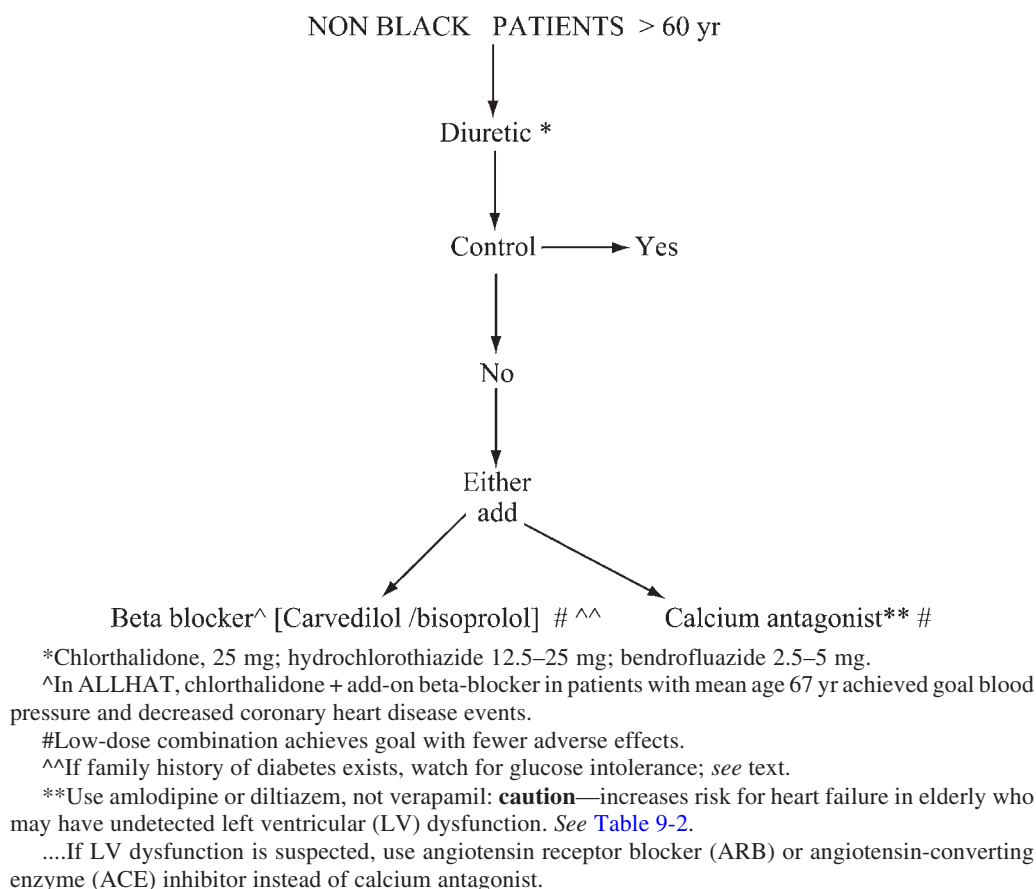 NON BLACK PATIENTS > 60 yr
Diuretic *
Control Yes
No
Either
add
Beta blocker^ [Carvedilol /bisoprolol] # ^^ Calcium antagonist** #
*Chlorthalidone, 25 mg; hydrochlorothiazide 12.5–25 mg; bendrofluazide 2.5–5 mg.
^In ALLHAT, chlorthalidone + add-on beta-blocker in patients with mean age 67 yr achieved goal blood
pressure and decreased coronary heart disease events.
#Low-dose combination achieves goal with fewer adverse effects.
^^If family history of diabetes exists, watch for glucose intolerance; see text.
**Use amlodipine or diltiazem, not verapamil: caution—increases risk for heart failure in elderly who
may have undetected left ventricular (LV) dysfunction. See Table 9-2.
....If LV dysfunction is suspected, use angiotensin receptor blocker (ARB) or angiotensin-converting
enzyme (ACE) inhibitor instead of calcium antagonist.